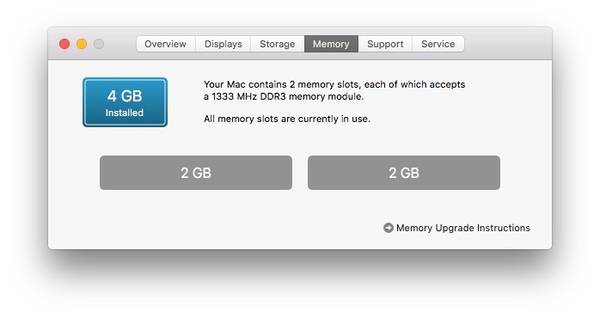 Overview Displays Storage Memory Support Service
4 GB
Installed
Your Mac contains 2 memory slots, each of which accepts
a 1333 MHz DDR3 memory module.
All memory slots are currently in use.
2 GB 2 GB
Memory Upgrade Instructions